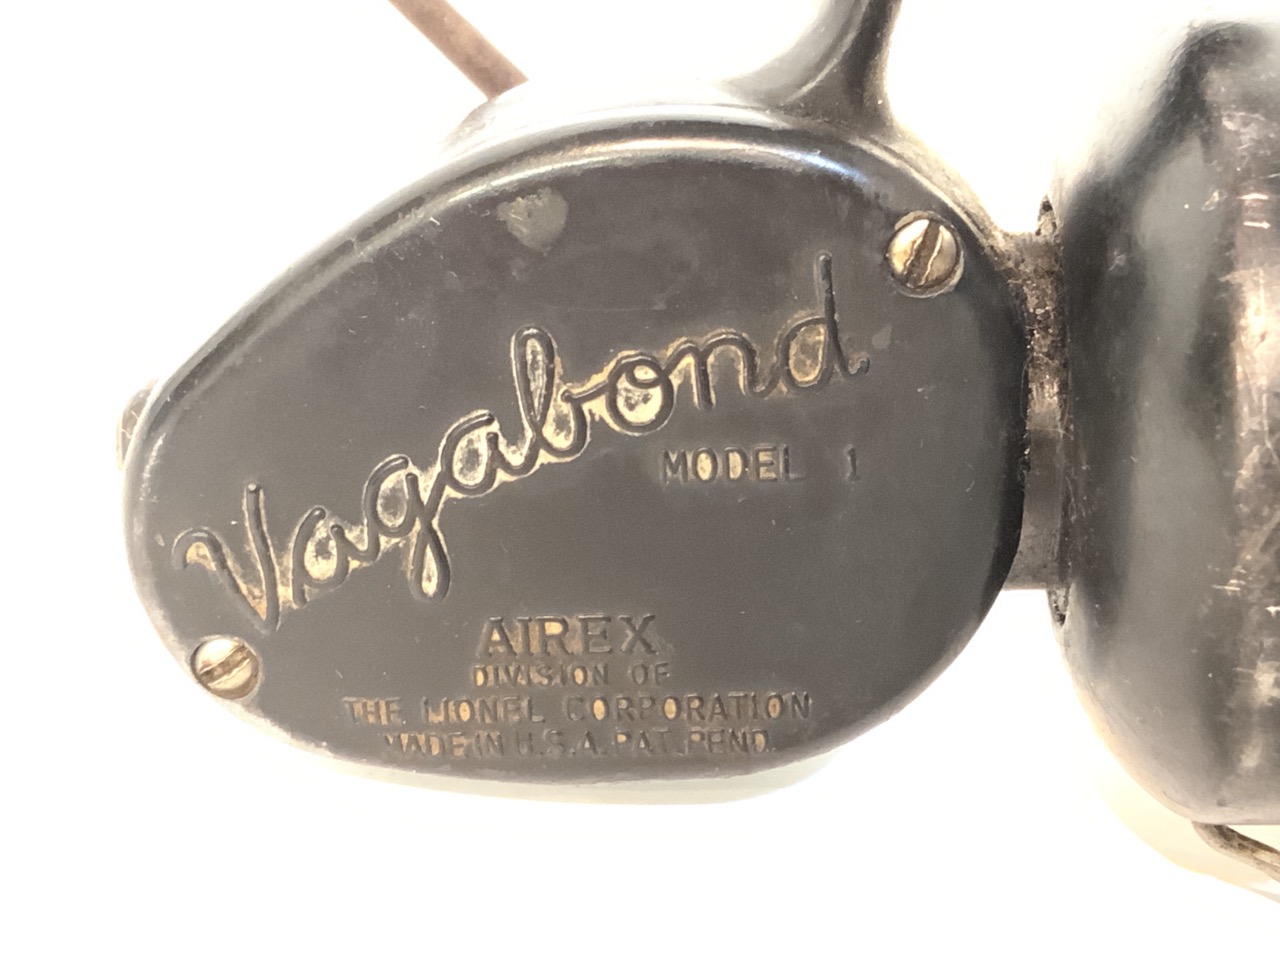 Vagabond
MODEL 1
AIREX
DIVISION OF
THE LIONEL CORPORATION
MADE IN U.S.A. PAT. PEND.